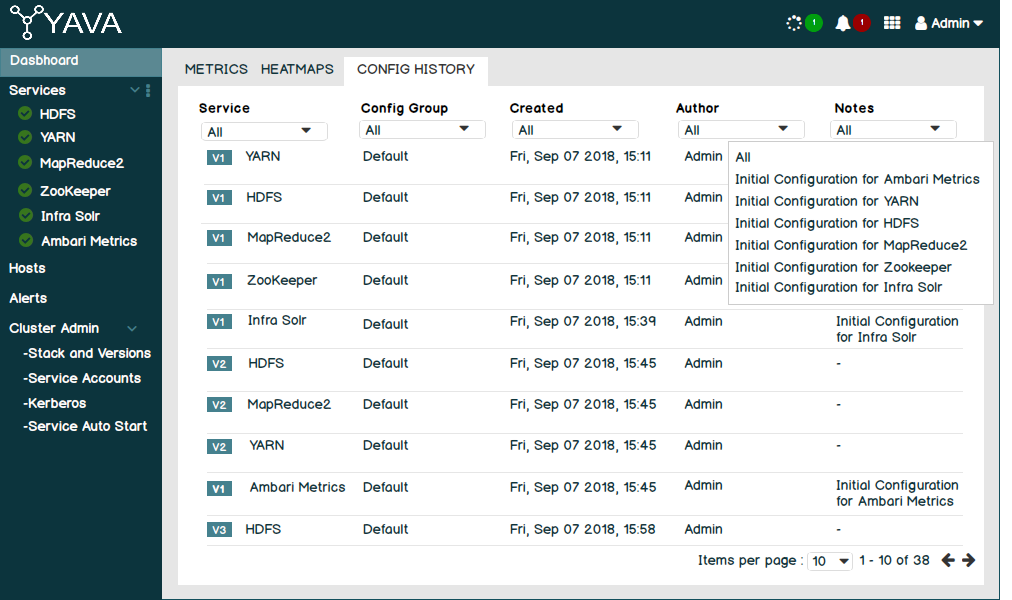 YAVA
1
1
Admin
Dasbhoard
Services
HDFS
YARN
MapReduce2
ZooKeeper
Infra Solr
Ambari Metrics
Hosts
Alerts
Cluster Admin
-Stack and Versions
-Service Accounts
-Kerberos
-Service Auto Start
METRICS HEATMAPS CONFIG HISTORY
Service Config Group Created Author Notes
All All All All All
V1 YARN Default Fri, Sep 07 2018, 15:11 Admin
V1 HDFS Default Fri, Sep 07 2018, 15:11 Admin
V1 MapReduce2 Default Fri, Sep 07 2018, 15:11 Admin
V1 ZooKeeper Default Fri, Sep 07 2018, 15:11 Admin
All
Initial Configuration for Ambari Metrics
Initial Configuration for YARN
Initial Configuration for HDFS
Initial Configuration for MapReduce2
Initial Configuration for Zookeeper
Initial Configuration for Infra Solr
V1 Infra Solr Default Fri, Sep 07 2018, 15:39 Admin Initial Configuration
for Infra Solr
V2 HDFS Default Fri, Sep 07 2018, 15:45 Admin -
V2 MapReduce2 Default Fri, Sep 07 2018, 15:45 Admin -
V2 YARN Default Fri, Sep 07 2018, 15:45 Admin -
V1 Ambari Metrics Default Fri, Sep 07 2018, 15:45 Admin Initial Configuration
for Ambari Metrics
V3 HDFS Default Fri, Sep 07 2018, 15:58 Admin -
Items per page : 10 1 - 10 of 38